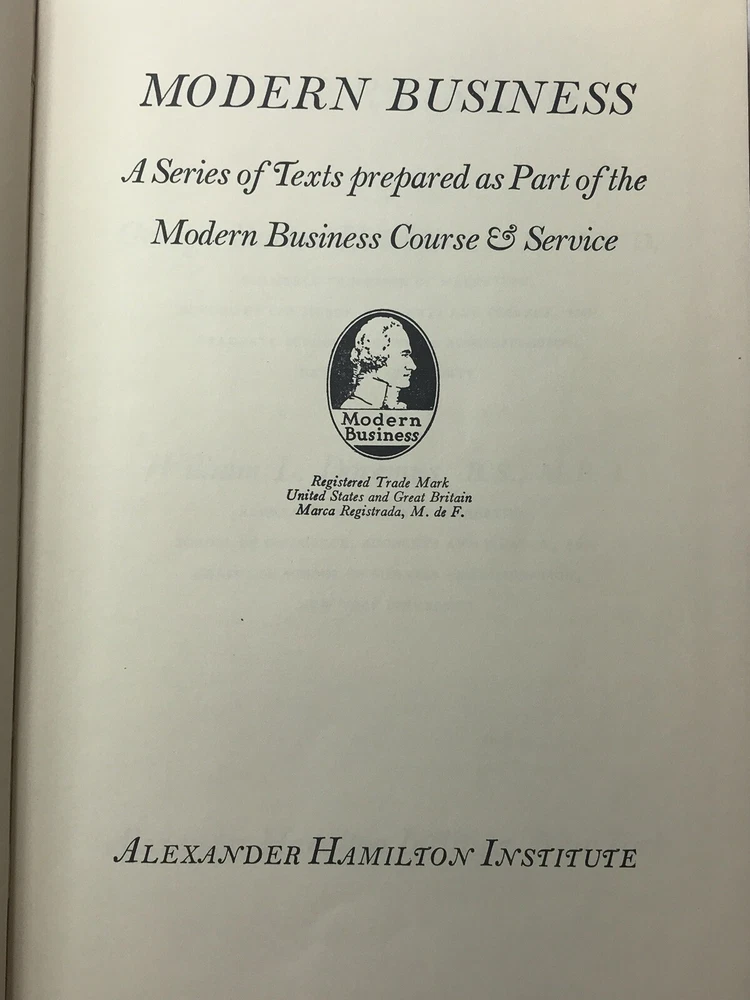 MODERN BUSINESS
A Series of Texts prepared as Part of the
Modern Business Course & Service
Modern
Business
Registered Trade Mark
United States and Great Britain
Marca Registrada, M. de F.
ALEXANDER HAMILTON INSTITUTE